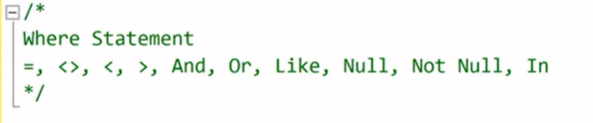 /*
Where Statement
=, <>, <, >, And, Or, Like, Null, Not Null, In
*/